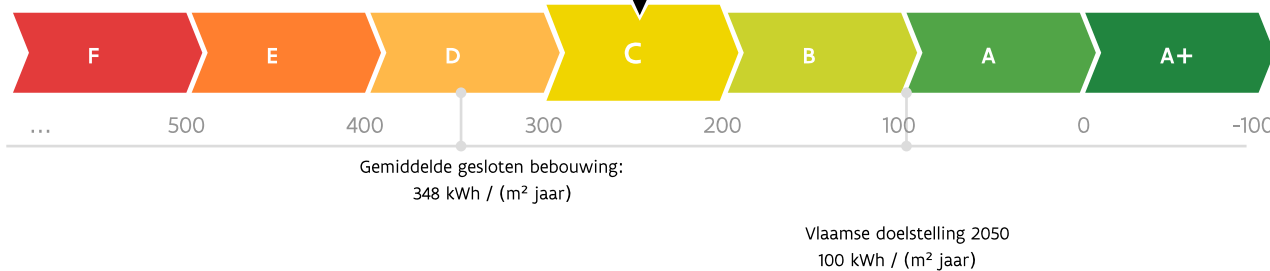 F E D C B A A+
... 500 400 300 200 100 0 -100
Gemiddelde gesloten bebouwing:
348 kWh / (m² jaar)
Vlaamse doelstelling 2050
100 kWh / (m² jaar)